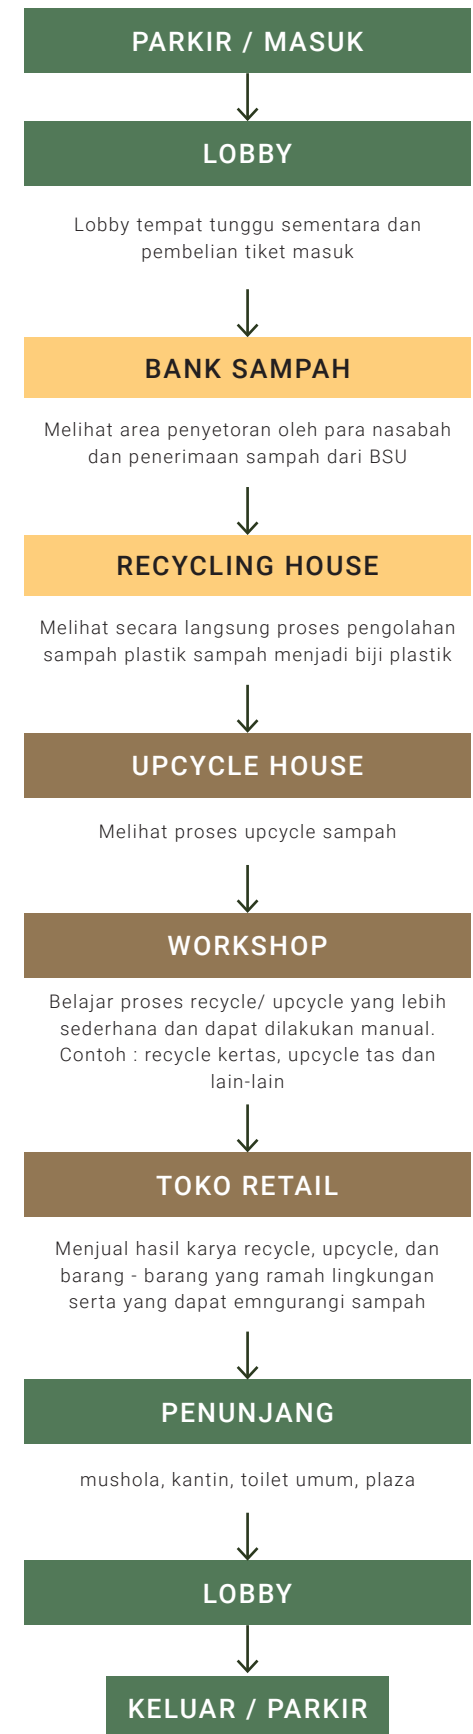 PARKIR / MASUK
LOBBY
Lobby tempat tunggu sementara dan
pembelian tiket masuk
BANK SAMPAH
Melihat area penyetoran oleh para nasabah
dan penerimaan sampah dari BSU
RECYCLING HOUSE
Melihat secara langsung proses pengolahan
sampah plastik sampah menjadi biji plastik
UPCYCLE HOUSE
Melihat proses upcycle sampah
WORKSHOP
Belajar proses recycle/ upcycle yang lebih
sederhana dan dapat dilakukan manual.
Contoh : recycle kertas, upcycle tas dan
lain-lain
TOKO RETAIL
Menjual hasil karya recycle, upcycle, dan
barang - barang yang ramah lingkungan
serta yang dapat emngurangi sampah
PENUNJANG
mushola, kantin, toilet umum, plaza
LOBBY
KELUAR / PARKIR